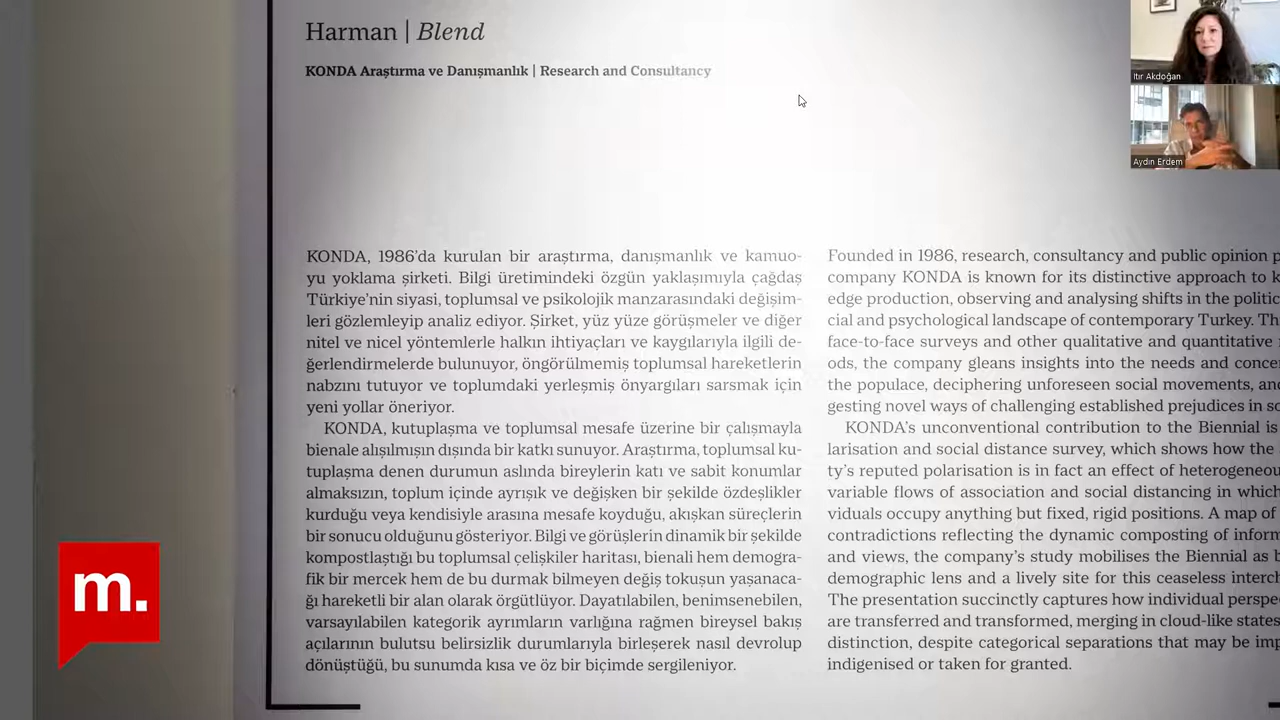 Harman | Blend
KONDA Araştırma ve Danışmanlık | Research and Consultancy
KONDA, 1986'da kurulan bir araştırma, danışmanlık ve kamuo-
yu yoklama şirketi. Bilgi üretimindeki özgün yaklaşımıyla çağdaş
Türkiye'nin siyasi, toplumsal ve psikolojik manzarasındaki değişim-
leri gözlemleyip analiz ediyor. Şirket, yüz yüze görüşmeler ve diğer
nitel ve nicel yöntemlerle halkın ihtiyaçları ve kaygılarıyla ilgili de-
ğerlendirmelerde bulunuyor, öngörülmemiş toplumsal hareketlerin
nabzını tutuyor ve toplumdaki yerleşmiş önyargıları sarsmak için
yeni yollar öneriyor.
KONDA, kutuplaşma ve toplumsal mesafe üzerine bir çalışmayla
bienale alışılmışın dışında bir katkı sunuyor. Araştırma, toplumsal ku-
tuplaşma denen durumun aslında bireylerin katı ve sabit konumlar
almaksızın, toplum içinde ayrışık ve değişken bir şekilde özdeşlikler
kurduğu veya kendisiyle arasına mesafe koyduğu, akışkan süreçlerin
bir sonucu olduğunu gösteriyor. Bilgi ve görüşlerin dinamik bir şekilde
kompostlaştığı bu toplumsal çelişkiler haritası, bienali hem demogra-
fik bir mercek hem de bu durmak bilmeyen değiş tokuşun yaşanaca-
ğı hareketli bir alan olarak örgütlüyor. Dayatılabilen, benimsenebilen,
varsayılabilen kategorik ayrımların varlığına rağmen bireysel bakış
açılarının bulutsu belirsizlik durumlarıyla birleşerek nasıl devrolup
dönüştüğü, bu sunumda kısa ve öz bir biçimde sergileniyor.
Founded in 1986, research, consultancy and public opinion p
company KONDA is known for its distinctive approach to k
edge production, observing and analysing shifts in the politic
cial and psychological landscape of contemporary Turkey. Th
face-to-face surveys and other qualitative and quantitative
ods, the company gleans insights into the needs and conce
the populace, deciphering unforeseen social movements, and
gesting novel ways of challenging established prejudices in so
KONDA's unconventional contribution to the Biennial is
larisation and social distance survey, which shows how the
ty's reputed polarisation is in fact an effect of heterogeneou
variable flows of association and social distancing in which
viduals occupy anything but fixed, rigid positions. A map of
contradictions reflecting the dynamic composting of inform
and views, the company's study mobilises the Biennial as b
demographic lens and a lively site for this ceaseless interch
The presentation succinctly captures how individual perspe
are transferred and transformed, merging in cloud-like states
distinction, despite categorical separations that may be imp
indigenised or taken for granted.
Itır Akdoğan
Aydın Erdem
m.